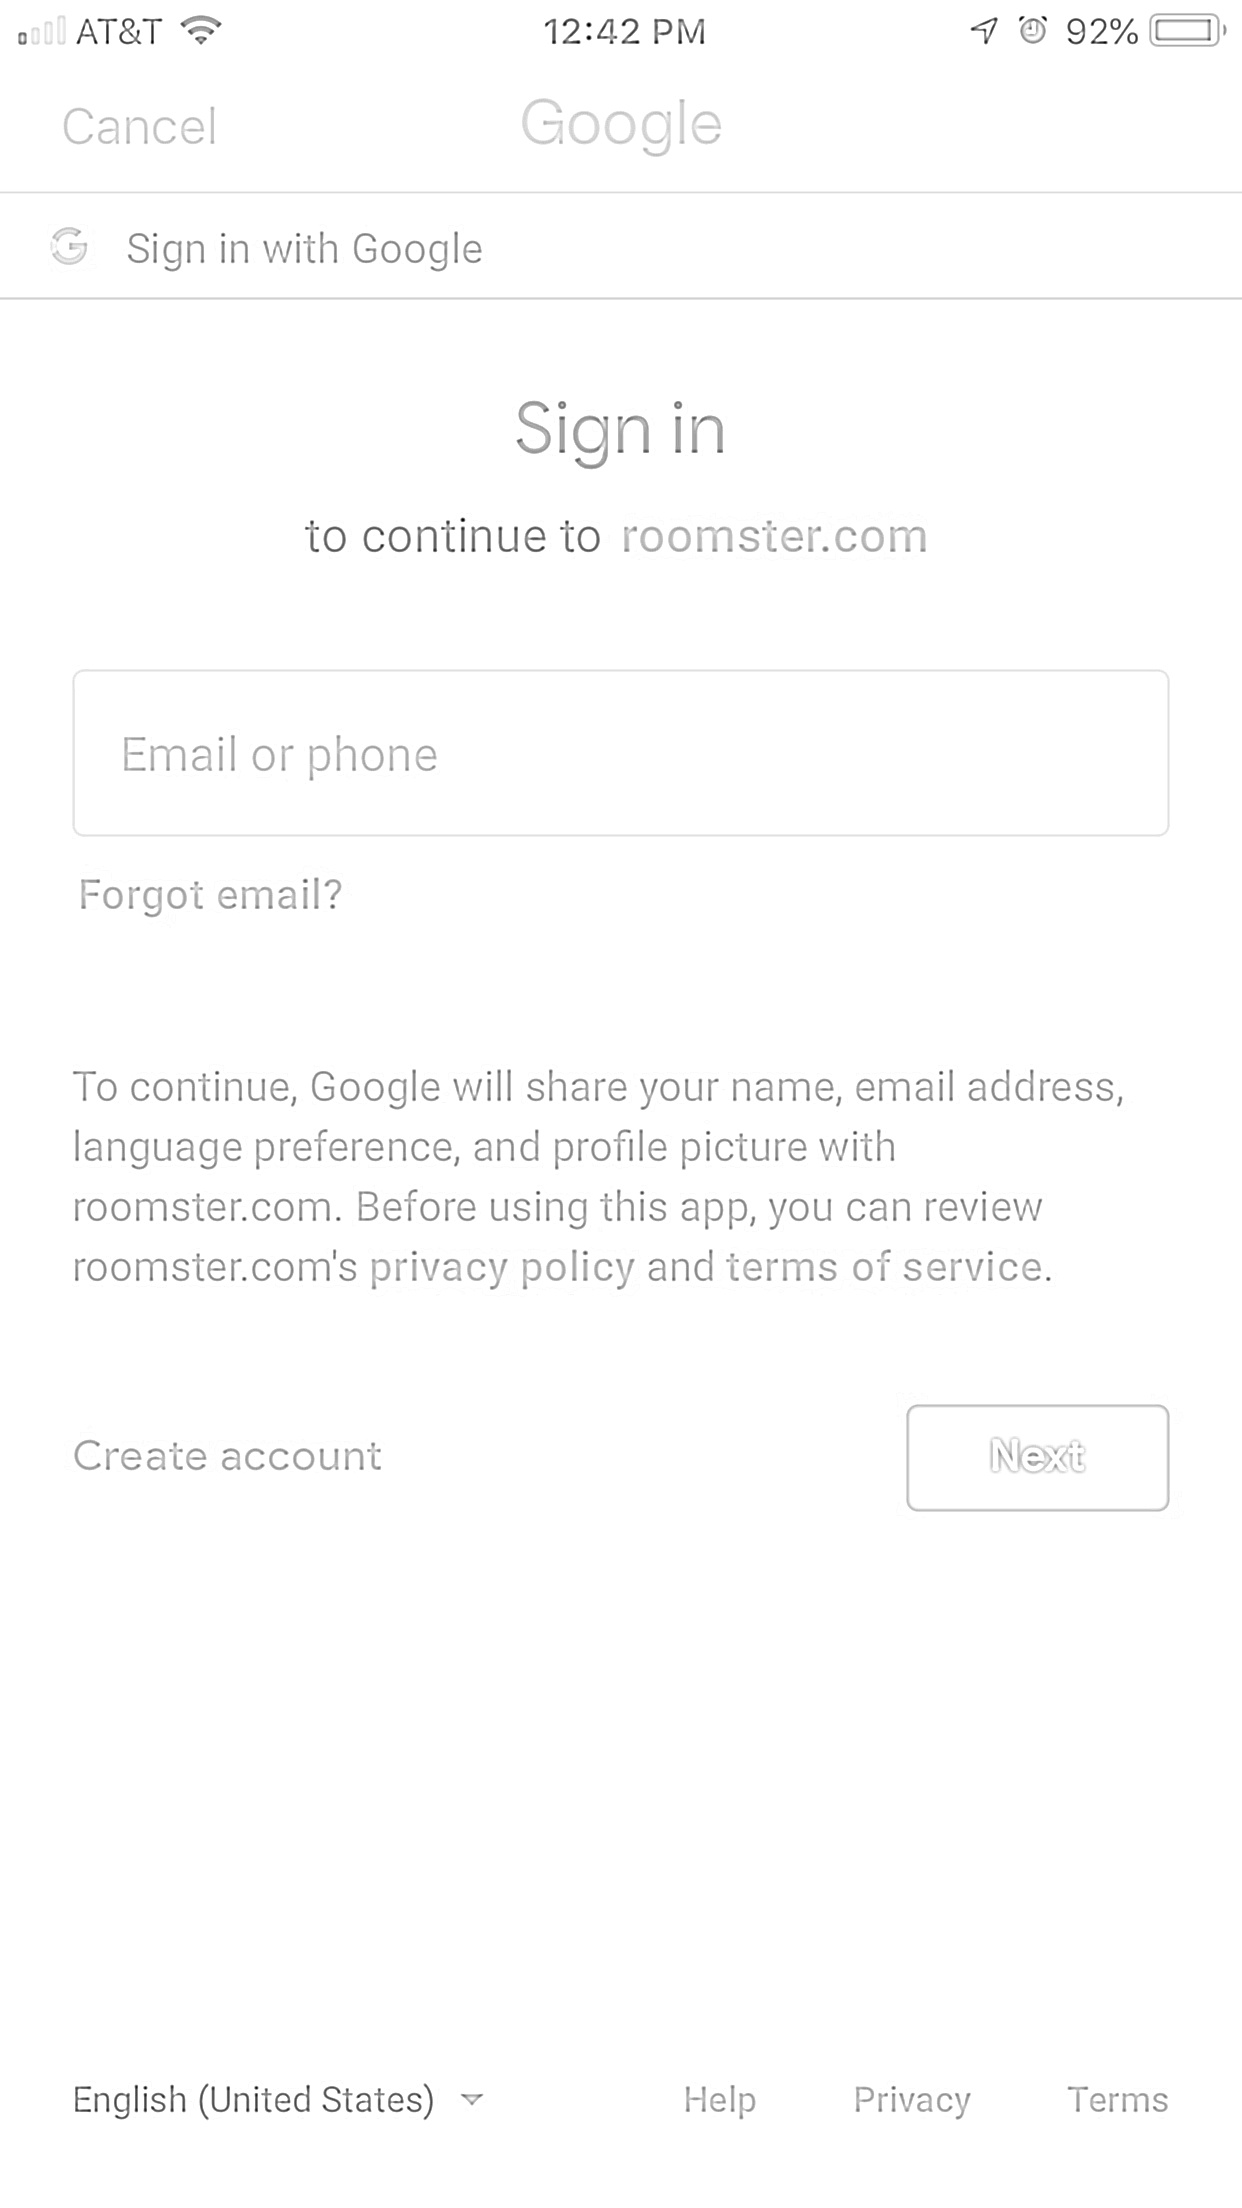 AT&T 12:42 PM 92%
Cancel Google
Sign in with Google
Sign in
to continue to roomster.com
Email or phone
Forgot email?
To continue, Google will share your name, email address,
language preference, and profile picture with
roomster.com. Before using this app, you can review
roomster.com's privacy policy and terms of service.
Create account Next
English (United States) Help Privacy Terms